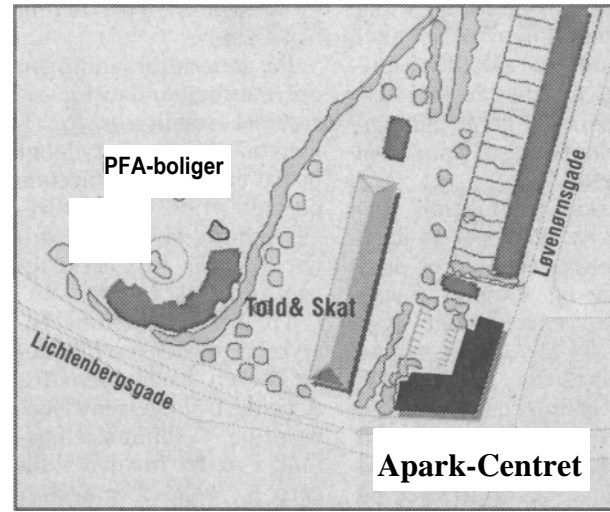 PFA-boliger
Løvenørnsgade
Told & Skat
Lichtenbergsgade
Apark-Centret